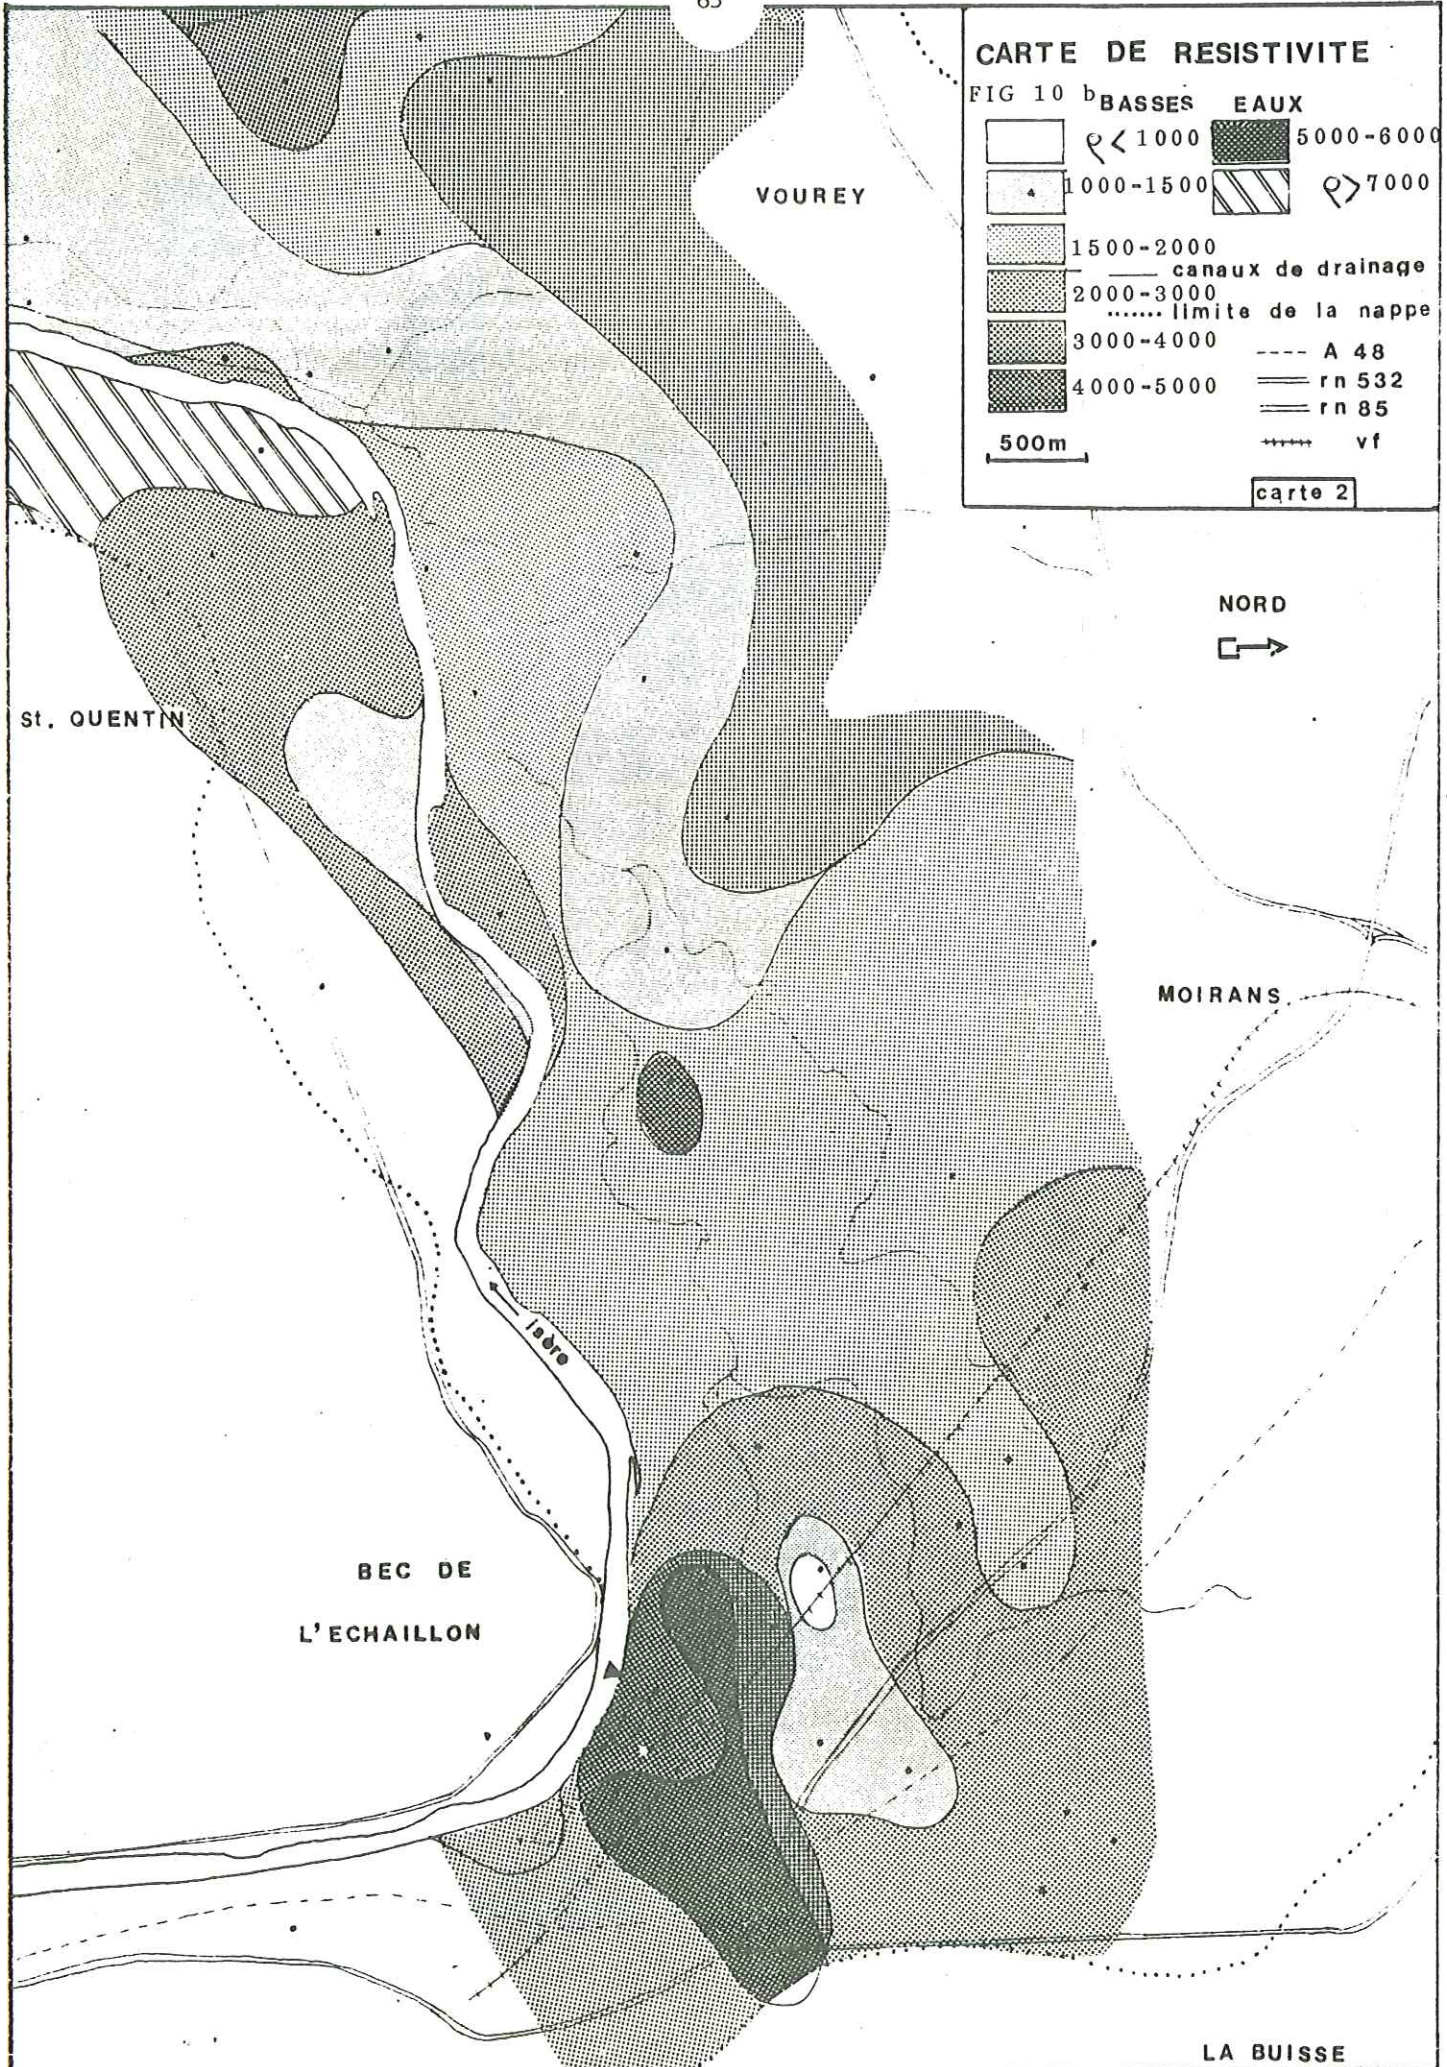 65
CARTE DE RESISTIVITE
FIG 10 b
BASSES EAUX
ρ < 1000
5000-6000
1000-1500
ρ> 7000
1500-2000
canaux de drainage
2000-3000
limite de la nappe
3000-4000
A 48
rn 532
4000-5000
rn 85
500m
vf
carte 2
VOUREY
NORD
St. QUENTIN
MOIRANS
Isère
BEC DE
L'ECHAILLON
LA BUISSE